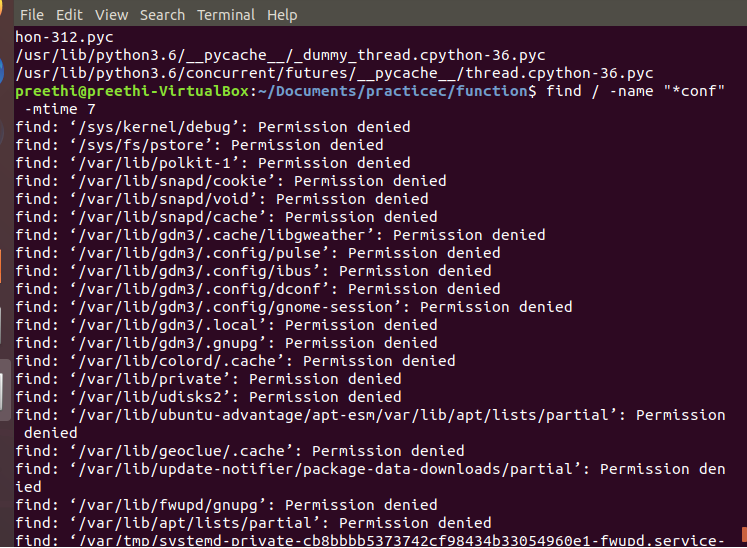 File Edit View Search Terminal Help
hon-312.pyc
/usr/lib/python3.6/__pycache__/_dummy_thread.cpython-36.pyc
/usr/lib/python3.6/concurrent/futures/__pycache__/thread.cpython-36.pyc
preethi@preethi-VirtualBox:~/Documents/practicec/function$ find / -name "*conf"
 -mtime 7
find: ‘/sys/kernel/debug’: Permission denied
find: ‘/sys/fs/pstore’: Permission denied
find: ‘/var/lib/polkit-1’: Permission denied
find: ‘/var/lib/snapd/cookie’: Permission denied
find: ‘/var/lib/snapd/void’: Permission denied
find: ‘/var/lib/snapd/cache’: Permission denied
find: ‘/var/lib/gdm3/.cache/libgweather’: Permission denied
find: ‘/var/lib/gdm3/.config/pulse’: Permission denied
find: ‘/var/lib/gdm3/.config/ibus’: Permission denied
find: ‘/var/lib/gdm3/.config/dconf’: Permission denied
find: ‘/var/lib/gdm3/.config/gnome-session’: Permission denied
find: ‘/var/lib/gdm3/.local’: Permission denied
find: ‘/var/lib/gdm3/.gnupg’: Permission denied
find: ‘/var/lib/colord/.cache’: Permission denied
find: ‘/var/lib/private’: Permission denied
find: ‘/var/lib/udisks2’: Permission denied
find: ‘/var/lib/ubuntu-advantage/apt-esm/var/lib/apt/lists/partial’: Permission
 denied
find: ‘/var/lib/geoclue/.cache’: Permission denied
find: ‘/var/lib/update-notifier/package-data-downloads/partial’: Permission den
ied
find: ‘/var/lib/fwupd/gnupg’: Permission denied
find: ‘/var/lib/apt/lists/partial’: Permission denied
find: ‘/var/tmp/systemd-private-cb8bbbb5373742cf98434b33054960e1-fwupd.service-